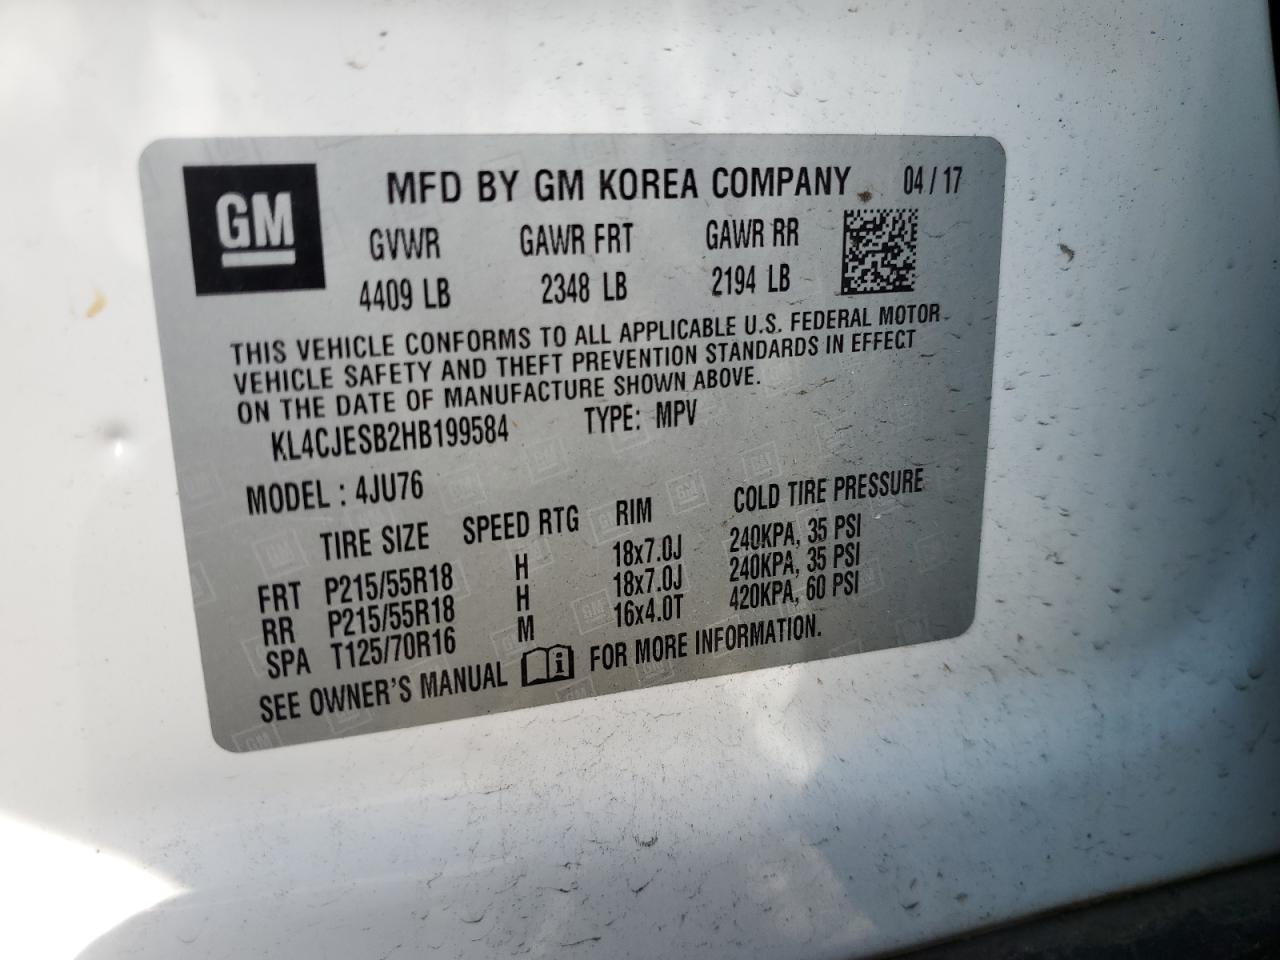 GM
MFD BY GM KOREA COMPANY 04/17
GVWR GAWR FRT GAWR RR
4409 LB 2348 LB 2194 LB
THIS VEHICLE CONFORMS TO ALL APPLICABLE U.S. FEDERAL MOTOR
VEHICLE SAFETY AND THEFT PREVENTION STANDARDS IN EFFECT
ON THE DATE OF MANUFACTURE SHOWN ABOVE.
KL4CJESB2HB199584 TYPE: MPV
MODEL : 4JU76
TIRE SIZE SPEED RTG RIM COLD TIRE PRESSURE
FRT P215/55R18 H 18x7.0J 240KPA, 35 PSI
RR P215/55R18 H 18x7.0J 240KPA, 35 PSI
SPA T125/70R16 M 16x4.0T 420KPA, 60 PSI
SEE OWNER'S MANUAL FOR MORE INFORMATION.